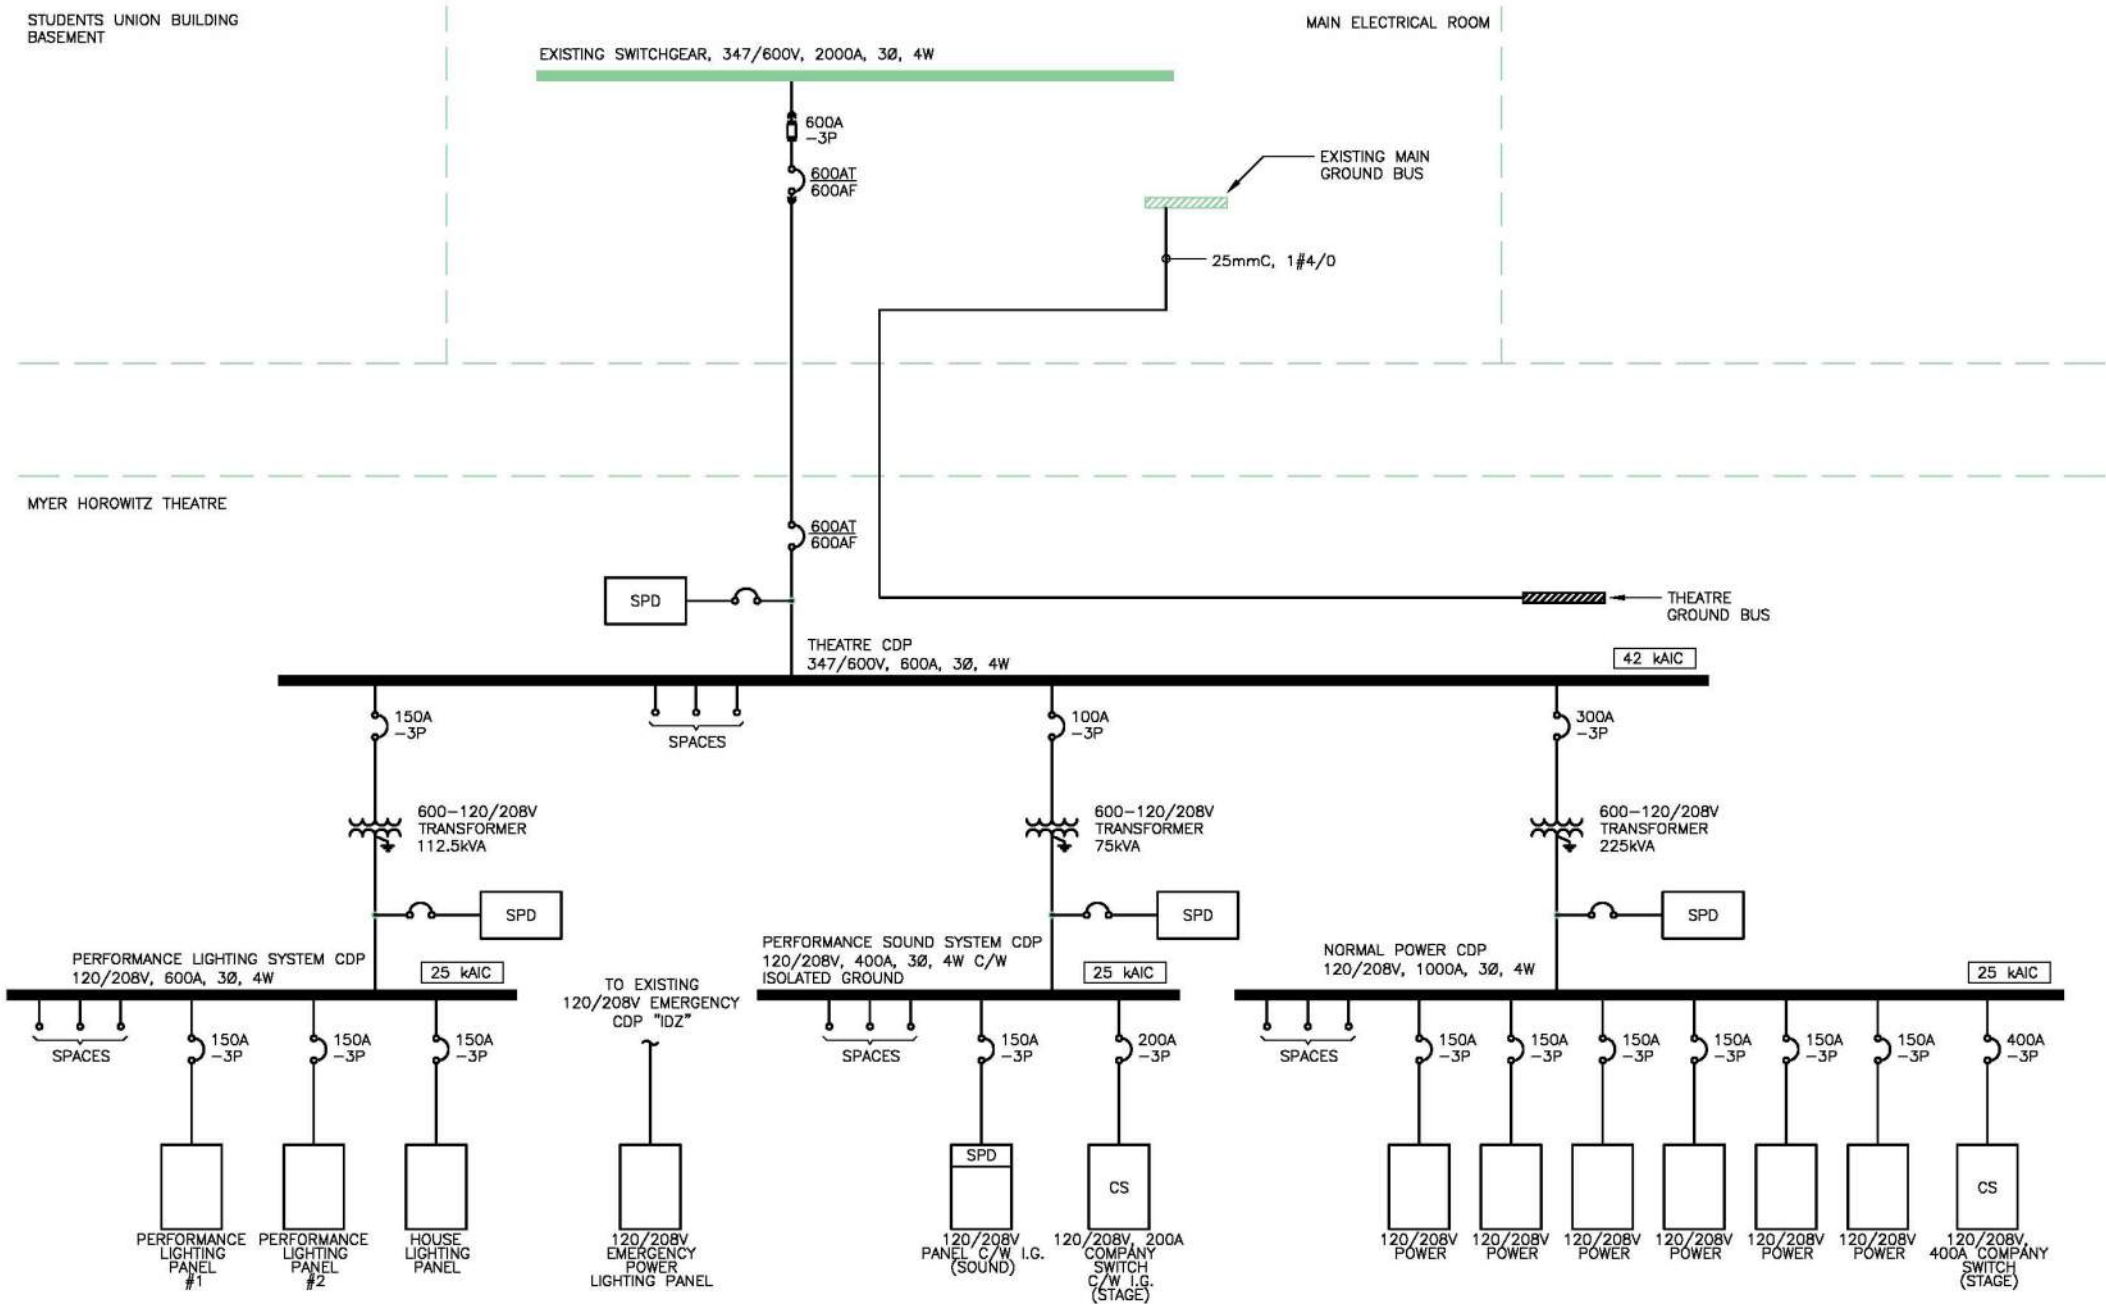 STUDENTS UNION BUILDING
BASEMENT
MAIN ELECTRICAL ROOM
EXISTING SWITCHGEAR, 347/600V, 2000A, 3Ø, 4W
600A
-3P
600AT
600AF
EXISTING MAIN
GROUND BUS
25mmC, 1#4/0
MYER HOROWITZ THEATRE
600AT
600AF
SPD
THEATRE
GROUND BUS
THEATRE CDP
347/600V, 600A, 3Ø, 4W
42 kAIC
150A
-3P
SPACES
100A
-3P
300A
-3P
600-120/208V
TRANSFORMER
112.5kVA
600-120/208V
TRANSFORMER
75kVA
600-120/208V
TRANSFORMER
225kVA
SPD
SPD
SPD
PERFORMANCE LIGHTING SYSTEM CDP
120/208V, 600A, 3Ø, 4W
25 kAIC
TO EXISTING
120/208V EMERGENCY
CDP "IDZ"
PERFORMANCE SOUND SYSTEM CDP
120/208V, 400A, 3Ø, 4W C/W
ISOLATED GROUND
25 kAIC
NORMAL POWER CDP
120/208V, 1000A, 3Ø, 4W
25 kAIC
SPACES
150A
-3P
150A
-3P
150A
-3P
SPACES
150A
-3P
200A
-3P
SPACES
150A
-3P
150A
-3P
150A
-3P
150A
-3P
150A
-3P
150A
-3P
400A
-3P
PERFORMANCE
LIGHTING
PANEL
#1
PERFORMANCE
LIGHTING
PANEL
#2
HOUSE
LIGHTING
PANEL
120/208V
EMERGENCY
POWER
LIGHTING PANEL
SPD
120/208V
PANEL C/W I.G.
(SOUND)
CS
120/208V, 200A
COMPANY
SWITCH
C/W I.G.
(STAGE)
120/208V
POWER
120/208V
POWER
120/208V
POWER
120/208V
POWER
120/208V
POWER
120/208V
POWER
CS
120/208V,
400A COMPANY
SWITCH
(STAGE)